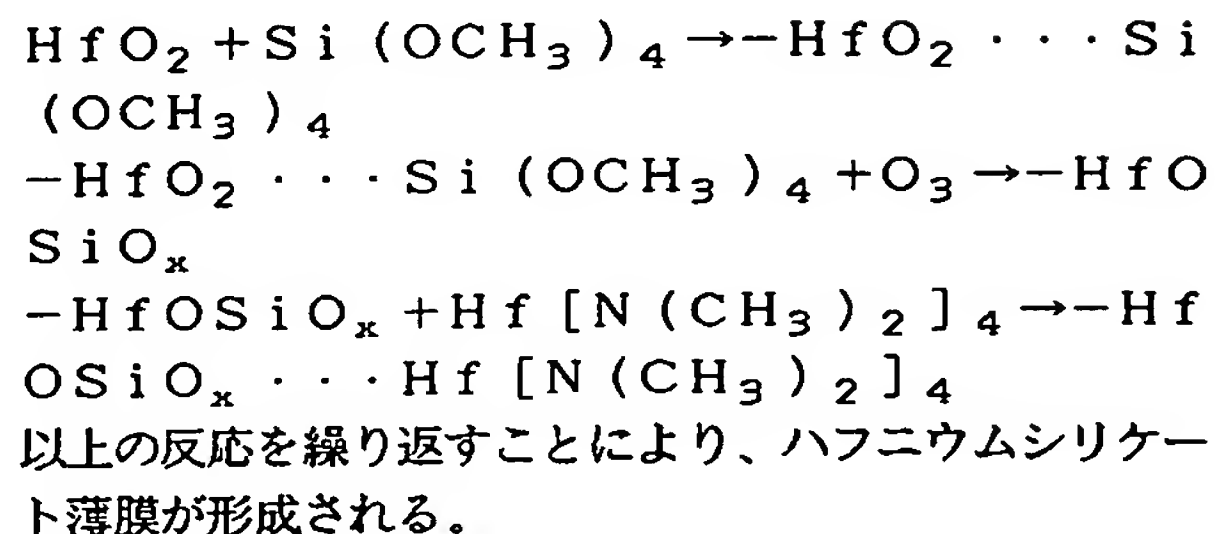 HfO₂+Si(OCH₃)₄→−HfO₂···Si
(OCH₃)₄
−HfO₂···Si(OCH₃)₄+O₃→−HfO
SiOₓ
−HfOSiOₓ+Hf[N(CH₃)₂]₄→−Hf
OSiOₓ···Hf[N(CH₃)₂]₄
以上の反応を繰り返すことにより、ハフニウムシリケー
ト薄膜が形成される。